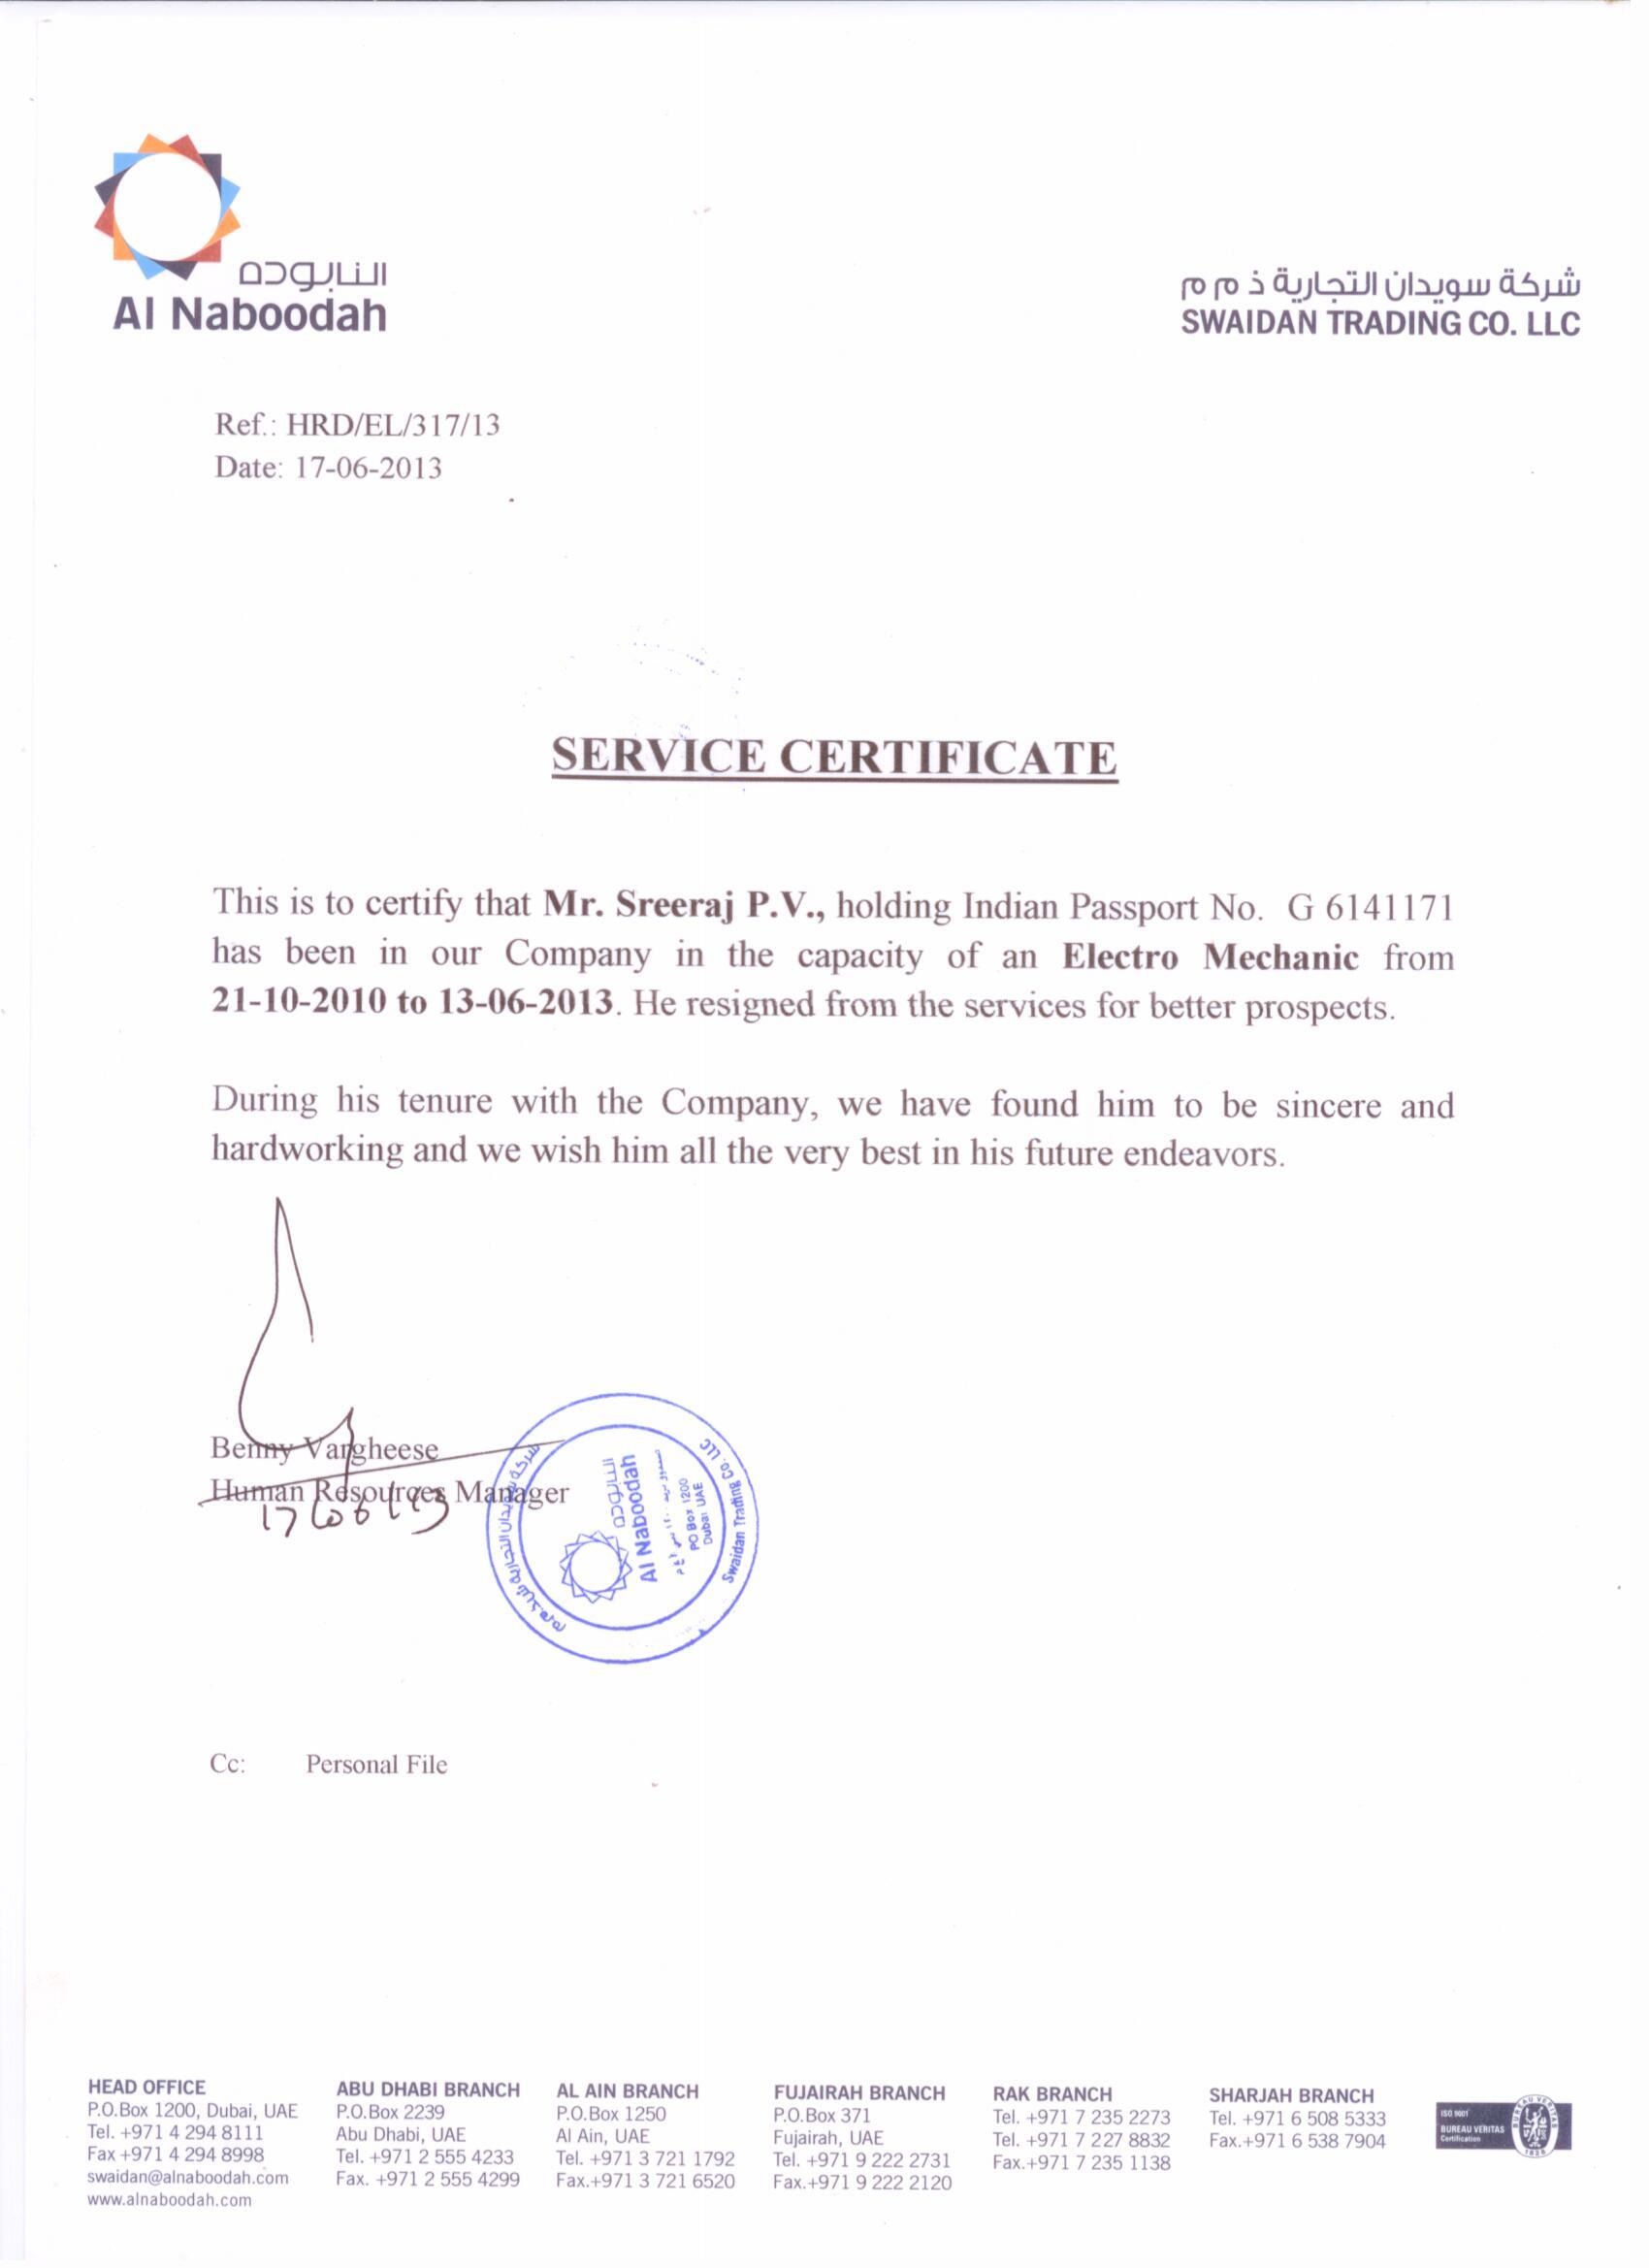 النابوده
Al Naboodah
شركة سويدان التجارية ذ م م
SWAIDAN TRADING CO. LLC
Ref.: HRD/EL/317/13
Date: 17-06-2013
SERVICE CERTIFICATE
This is to certify that Mr. Sreeraj P.V., holding Indian Passport No. G 6141171
has been in our Company in the capacity of an Electro Mechanic from
21-10-2010 to 13-06-2013. He resigned from the services for better prospects.
During his tenure with the Company, we have found him to be sincere and
hardworking and we wish him all the very best in his future endeavors.
Benny Vargheese
Human Resources Manager
17/06/13
شركة سويدان التجارية
النابوده
Al Naboodah
PO Box 1200
Dubai UAE
Swaidan Trading Co. LLC
Cc: Personal File
HEAD OFFICE
P.O.Box 1200, Dubai, UAE
Tel. +971 4 294 8111
Fax +971 4 294 8998
swaidan@alnaboodah.com
www.alnaboodah.com
ABU DHABI BRANCH
P.O.Box 2239
Abu Dhabi, UAE
Tel. +971 2 555 4233
Fax. +971 2 555 4299
AL AIN BRANCH
P.O.Box 1250
Al Ain, UAE
Tel. +971 3 721 1792
Fax.+971 3 721 6520
FUJAIRAH BRANCH
P.O.Box 371
Fujairah, UAE
Tel. +971 9 222 2731
Fax.+971 9 222 2120
RAK BRANCH
Tel. +971 7 235 2273
Tel. +971 7 227 8832
Fax.+971 7 235 1138
SHARJAH BRANCH
Tel. +971 6 508 5333
Fax.+971 6 538 7904
ISO 9001
BUREAU VERITAS
Certification
BUREAU VERITAS
1828